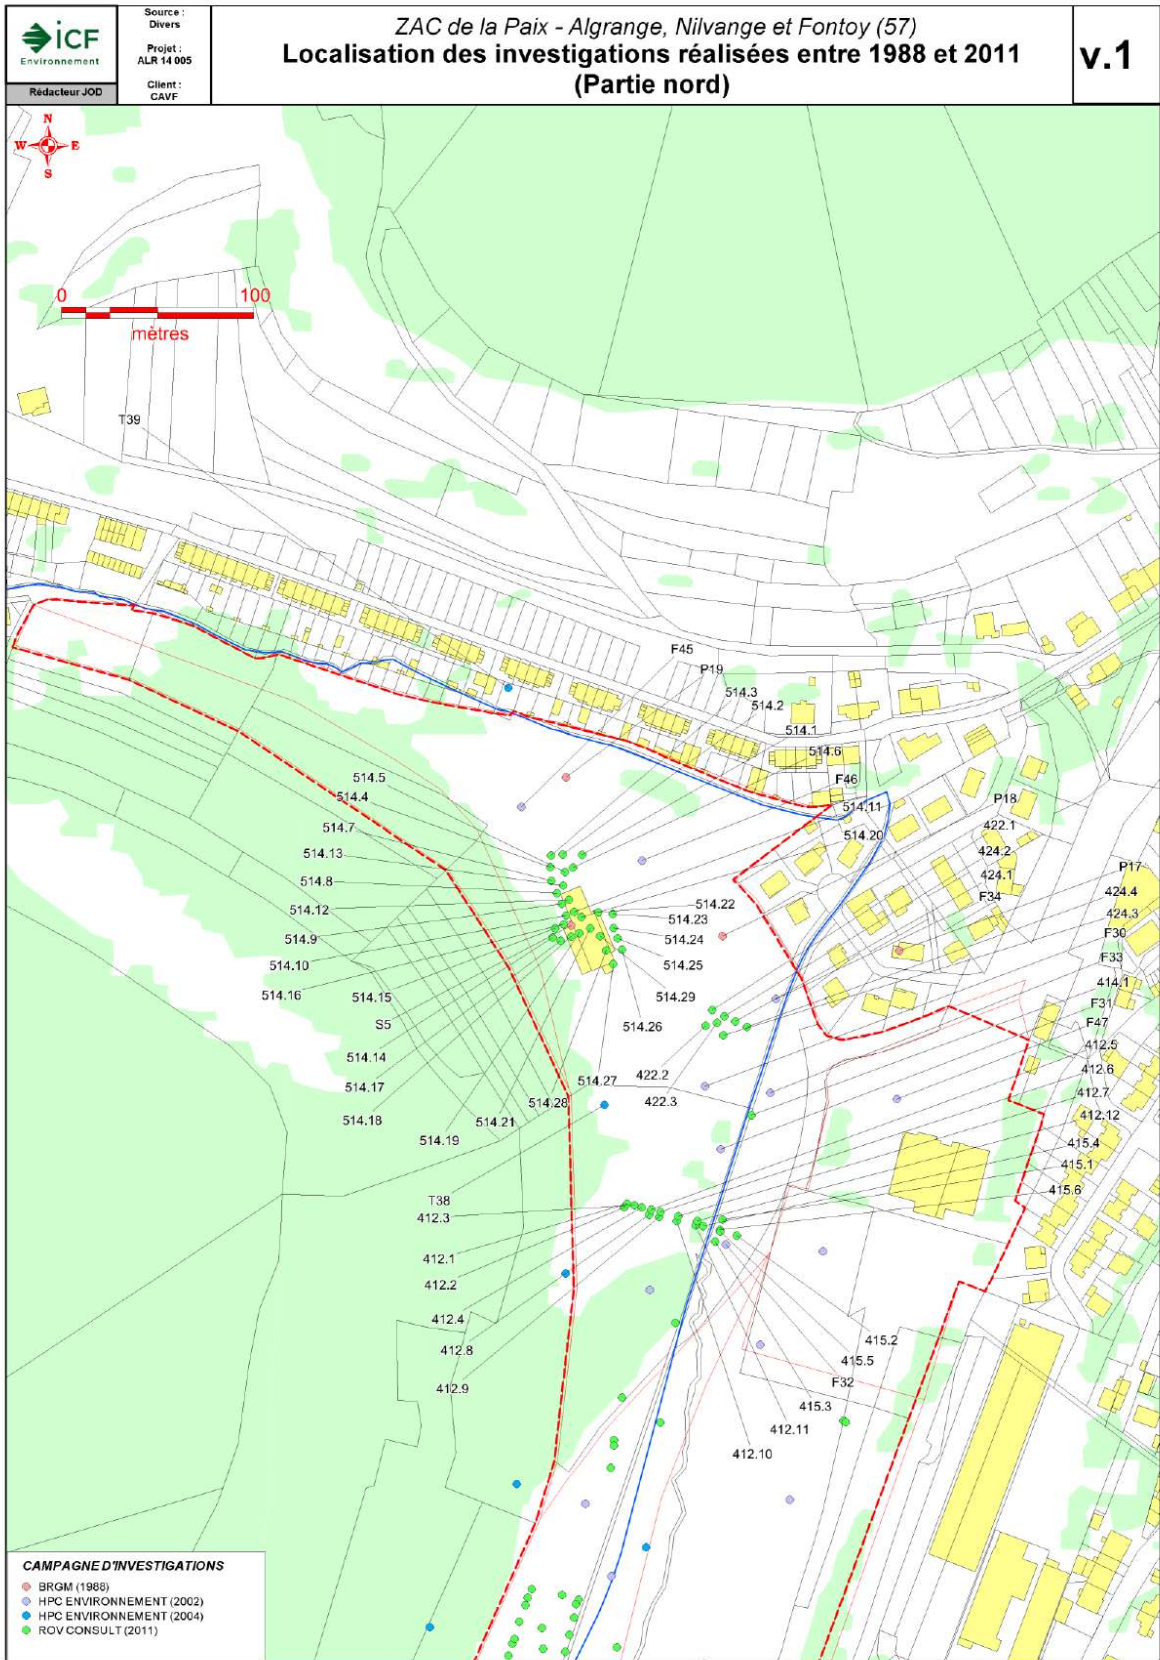 ICF
Environnement
Rédacteur JOD
Source :
Divers
Projet :
ALR 14 005
Client :
CAVF
ZAC de la Paix - Algrange, Nilvange et Fontoy (57)
Localisation des investigations réalisées entre 1988 et 2011
(Partie nord)
v.1
N
W E
S
0 100
mètres
T39
F45
P19
514.3
514.2
514.1
514.6
F46
514.11
514.20
P18
422.1
424.2
424.1
F34
P17
424.4
424.3
F30
F33
414.1
F31
F47
412.5
412.6
412.7
412.12
415.4
415.1
415.6
514.5
514.4
514.7
514.13
514.8
514.12
514.9
514.10
514.16
514.15
S5
514.14
514.17
514.18
514.19
514.21
514.28
514.27
514.22
514.23
514.24
514.25
514.29
514.26
422.2
422.3
T38
412.3
412.1
412.2
412.4
412.8
412.9
415.2
415.5
F32
415.3
412.11
412.10
CAMPAGNE D'INVESTIGATIONS
BRGM (1988)
HPC ENVIRONNEMENT (2002)
HPC ENVIRONNEMENT (2004)
ROV CONSULT (2011)